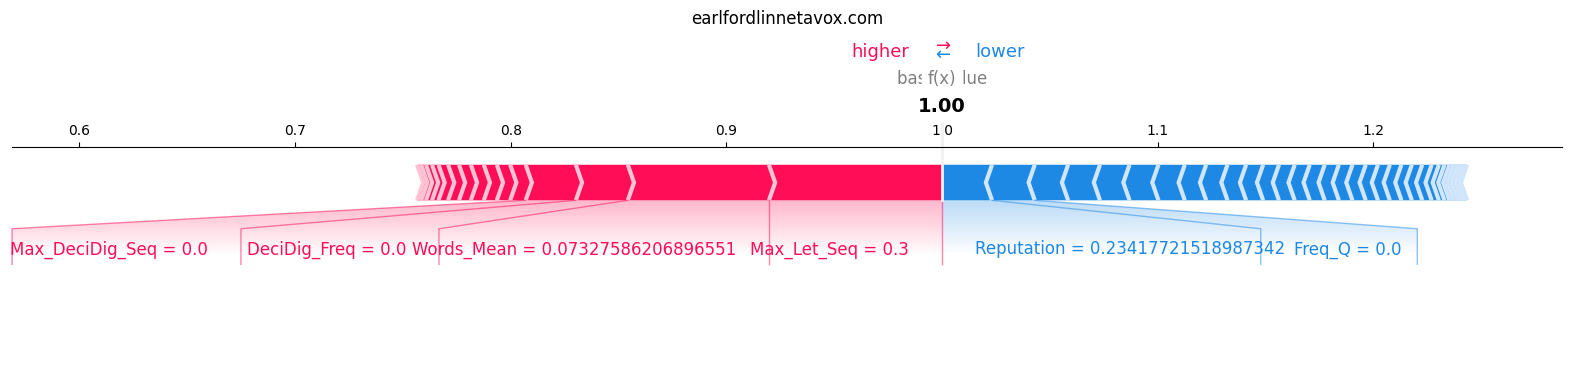 earlfordlinnetavox.com
higher ⇄ lower
bas f(x) lue
1.00
0.6 0.7 0.8 0.9 1 0 1.1 1.2
Max_DeciDig_Seq = 0.0 DeciDig_Freq = 0.0 Words_Mean = 0.07327586206896551 Max_Let_Seq = 0.3 Reputation = 0.23417721518987342 Freq_Q = 0.0